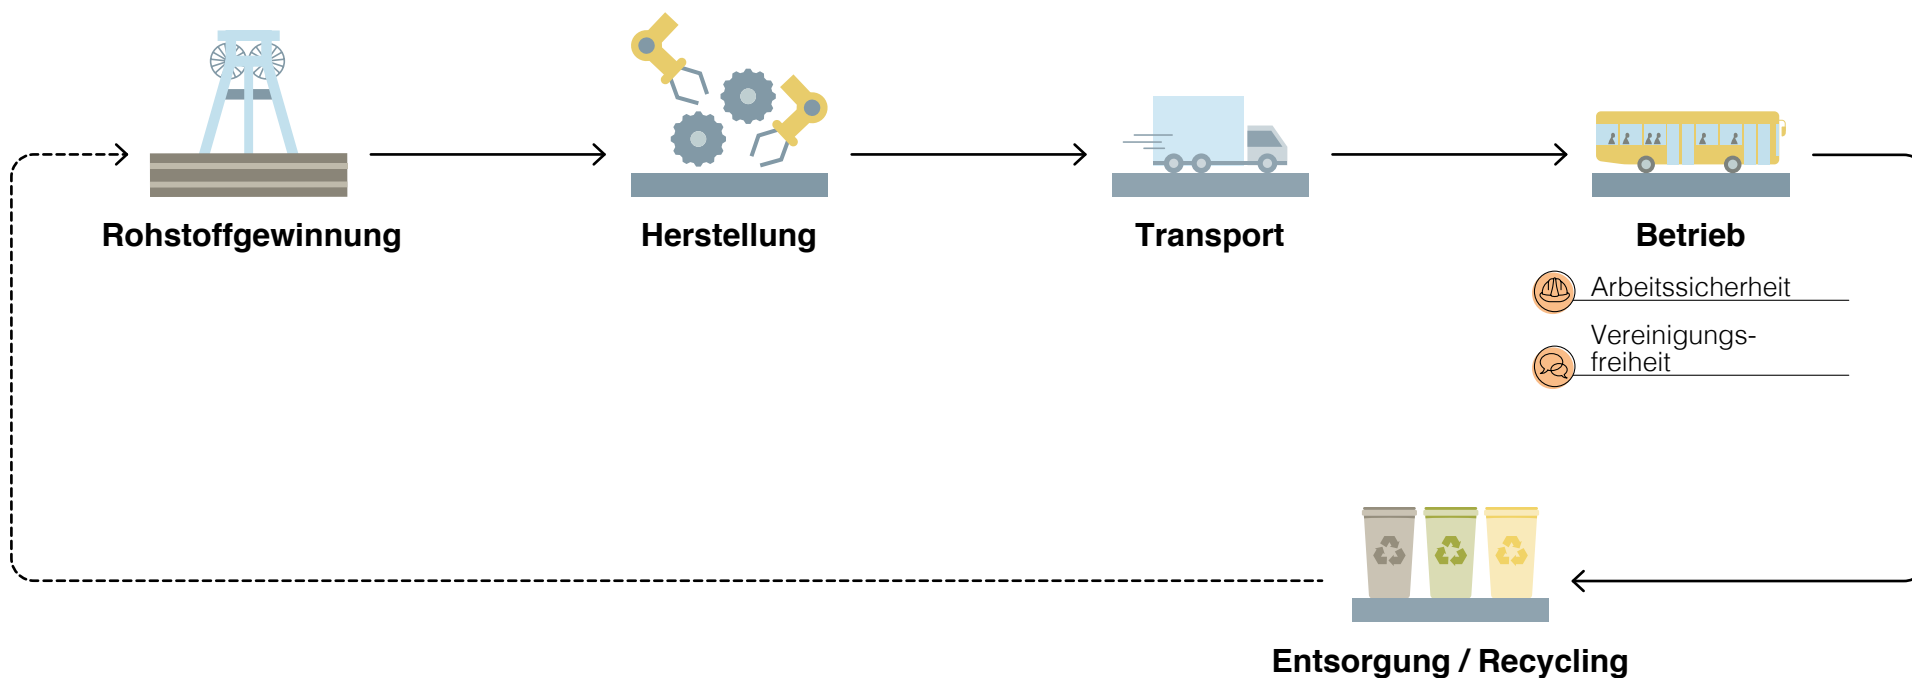 Rohstoffgewinnung
Herstellung
Transport
Betrieb
Arbeitssicherheit
Vereinigungs-
freiheit
Entsorgung / Recycling